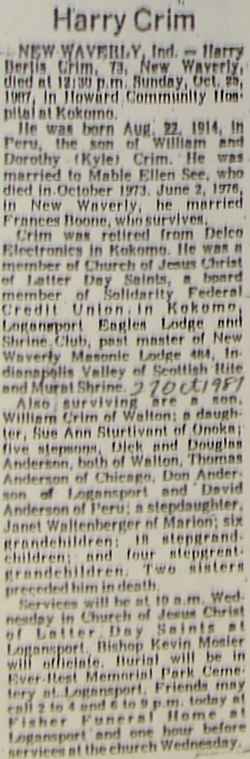 Harry Crim
NEW WAVERLY, Ind. — Harry
Bertis Crim, 73, New Waverly,
died at 12:30 p.m. Sunday, Oct. 25,
1987, in Howard Community Hos-
pital at Kokomo.
He was born Aug. 22, 1914, in
Peru, the son of William and
Dorothy (Kyle) Crim. He was
married to Mable Ellen See, who
died in October 1973. June 2, 1976,
in New Waverly, he married
Frances Boone, who survives.
Crim was retired from Delco
Electronics in Kokomo. He was a
member of Church of Jesus Christ
of Latter Day Saints, a board
member of Solidarity Federal
Credit Union, in Kokomo,
Logansport Eagles Lodge and
Shrine Club, past master of New
Waverly Masonic Lodge 484, In-
dianapolis Valley of Scottish Rite
and Murat Shrine. 27 Oct 1987
Also surviving are a son,
William Crim of Walton; a daugh-
ter, Sue Ann Sturtivant of Onoka;
five stepsons, Dick and Douglas
Anderson, both of Walton, Thomas
Anderson of Chicago, Don Ander-
son of Logansport and David
Anderson of Peru; a stepdaughter,
Janet Waltenberger of Marion; six
grandchildren; 18 stepgrand-
children; and four stepgreat-
grandchildren. Two sisters
preceded him in death.
Services will be at 10 a.m. Wed-
nesday in Church of Jesus Christ
of Latter Day Saints at
Logansport. Bishop Kevin Mosier
will officiate. Burial will be in
Ever-Rest Memorial Park Ceme-
tery at Logansport. Friends may
call 2 to 4 and 6 to 9 p.m. today at
Fisher Funeral Home at
Logansport and one hour before
services at the church Wednesday.